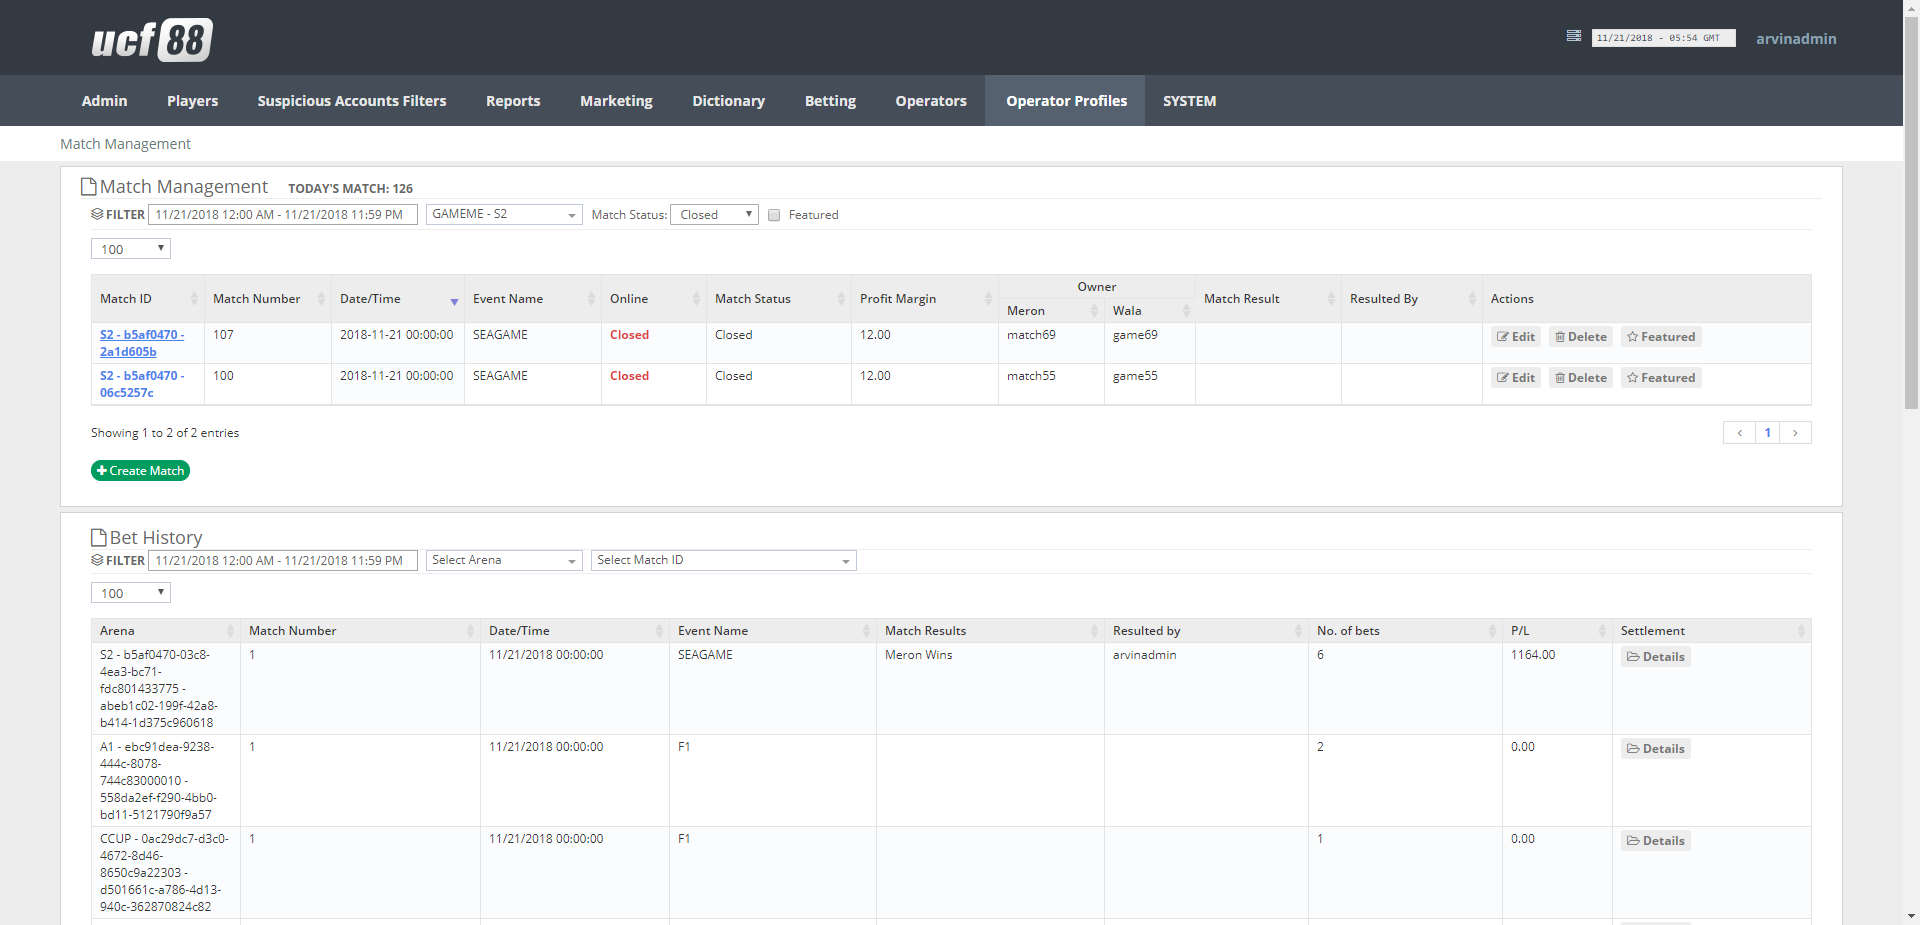 ucf 88
11/21/2018 - 05:54 GMT
arvinadmin
Admin Players Suspicious Accounts Filters Reports Marketing Dictionary Betting Operators Operator Profiles SYSTEM
Match Management
Match Management TODAY'S MATCH: 126
FILTER 11/21/2018 12:00 AM - 11/21/2018 11:59 PM GAMEME - S2 Match Status: Closed Featured
100
Match ID Match Number Date/Time Event Name Online Match Status Profit Margin Owner Match Result Resulted By Actions
Meron Wala
S2 - b5af0470 - 107 2018-11-21 00:00:00 SEAGAME Closed Closed 12.00 match69 game69 Edit Delete Featured
2a1d605b
S2 - b5af0470 - 100 2018-11-21 00:00:00 SEAGAME Closed Closed 12.00 match55 game55 Edit Delete Featured
06c5257c
Showing 1 to 2 of 2 entries
‹ 1 ›
Create Match
Bet History
FILTER 11/21/2018 12:00 AM - 11/21/2018 11:59 PM Select Arena Select Match ID
100
Arena Match Number Date/Time Event Name Match Results Resulted by No. of bets P/L Settlement
S2 - b5af0470-03c8- 1 11/21/2018 00:00:00 SEAGAME Meron Wins arvinadmin 6 1164.00 Details
4ea3-bc71-
fdc801433775 -
abeb1c02-199f-42a8-
b414-1d375c960618
A1 - ebc91dea-9238- 1 11/21/2018 00:00:00 F1 2 0.00 Details
444c-8078-
744c83000010 -
558da2ef-f290-4bb0-
bd11-5121790f9a57
CCUP - 0ac29dc7-d3c0- 1 11/21/2018 00:00:00 F1 1 0.00 Details
4672-8d46-
8650c9a22303 -
d501661c-a786-4d13-
940c-362870824c82